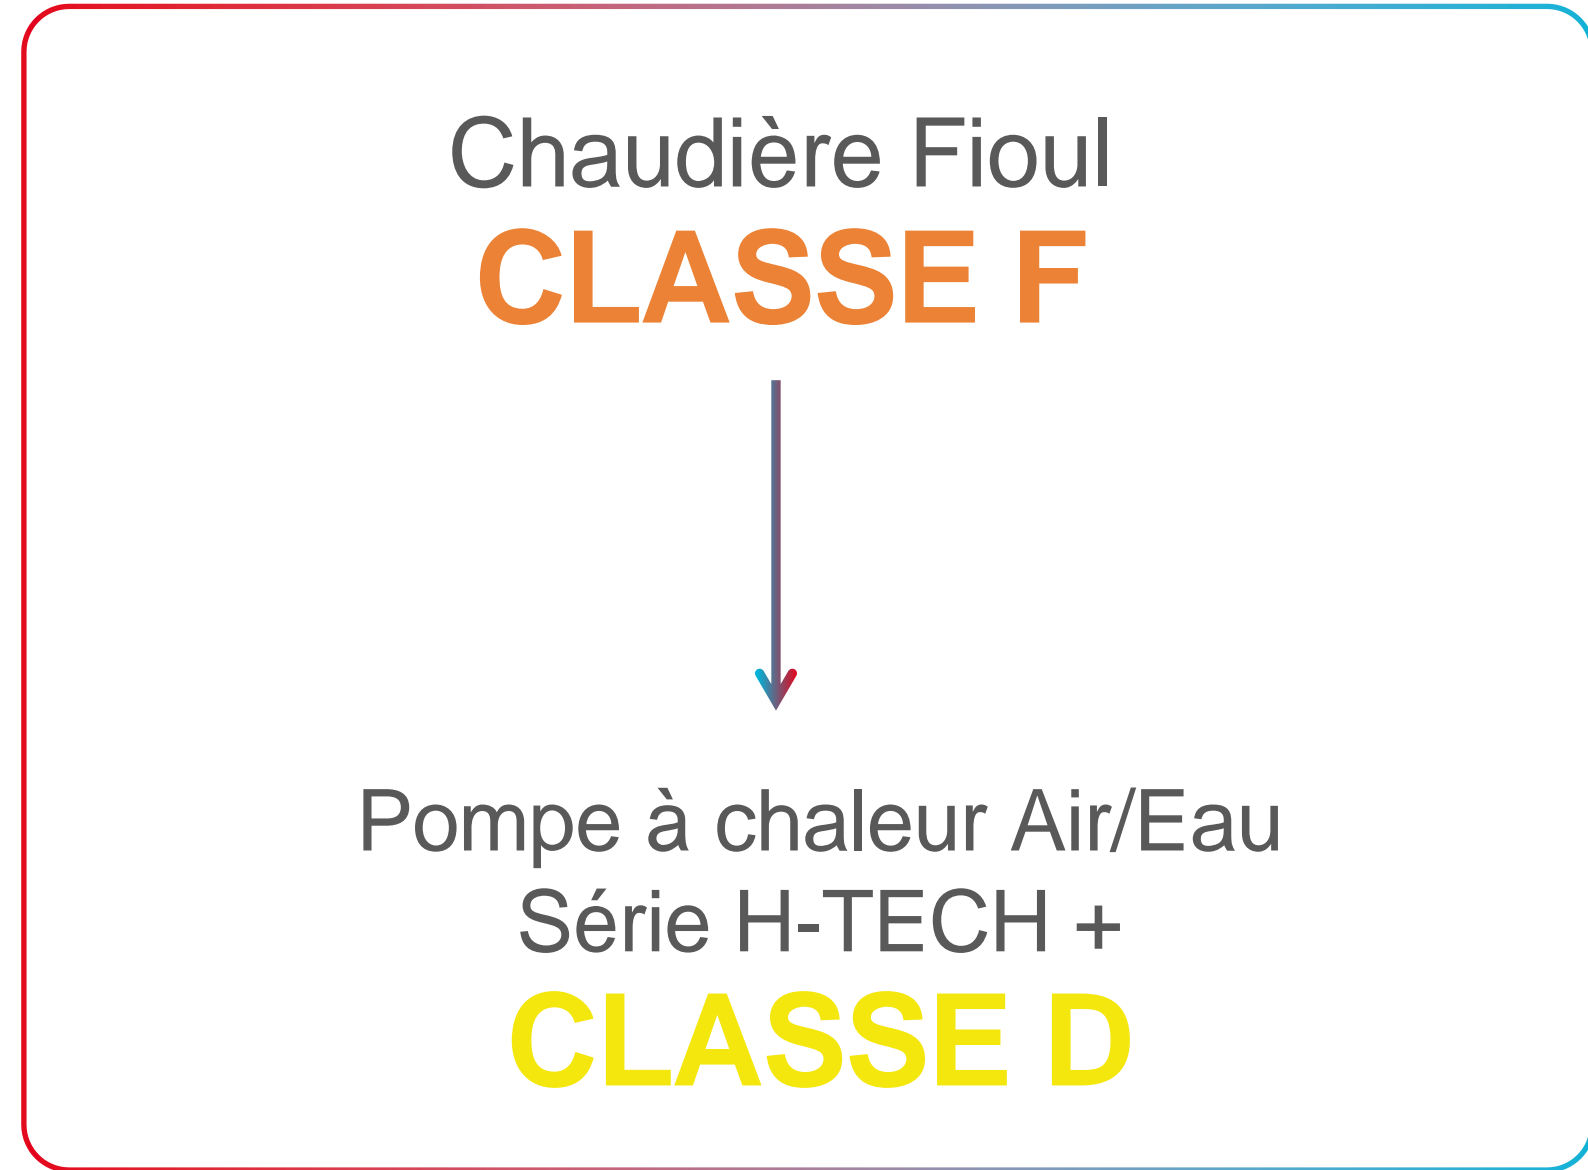 Chaudière Fioul
CLASSE F
Pompe à chaleur Air/Eau
Série H-TECH +
CLASSE D